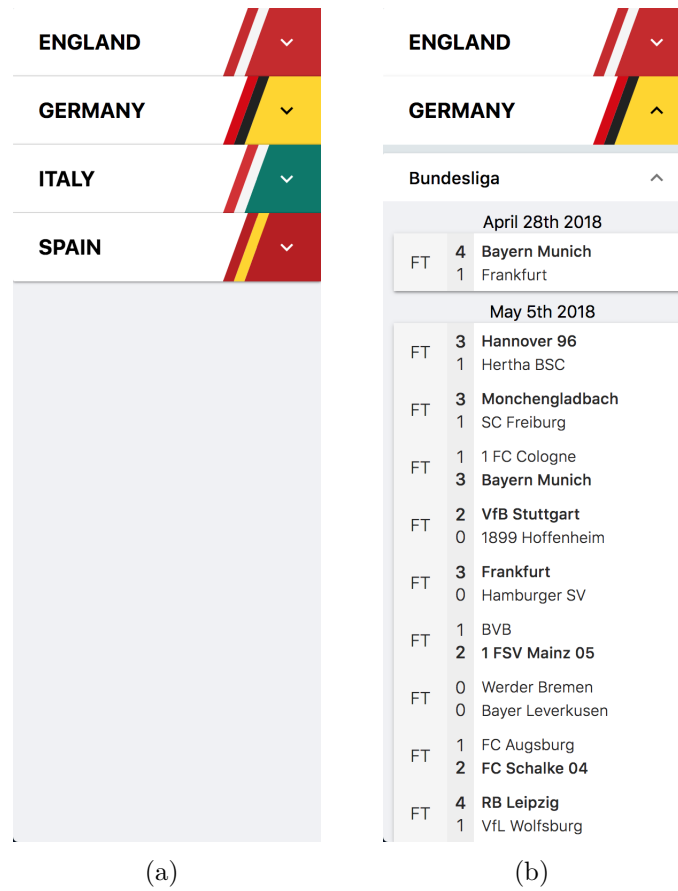 ENGLAND
GERMANY
ITALY
SPAIN
(a)
ENGLAND
GERMANY
Bundesliga
April 28th 2018
FT
4 Bayern Munich
1 Frankfurt
May 5th 2018
FT
3 Hannover 96
1 Hertha BSC
FT
3 Monchengladbach
1 SC Freiburg
FT
1 1 FC Cologne
3 Bayern Munich
FT
2 VfB Stuttgart
0 1899 Hoffenheim
FT
3 Frankfurt
0 Hamburger SV
FT
1 BVB
2 1 FSV Mainz 05
FT
0 Werder Bremen
0 Bayer Leverkusen
FT
1 FC Augsburg
2 FC Schalke 04
FT
4 RB Leipzig
1 VfL Wolfsburg
(b)